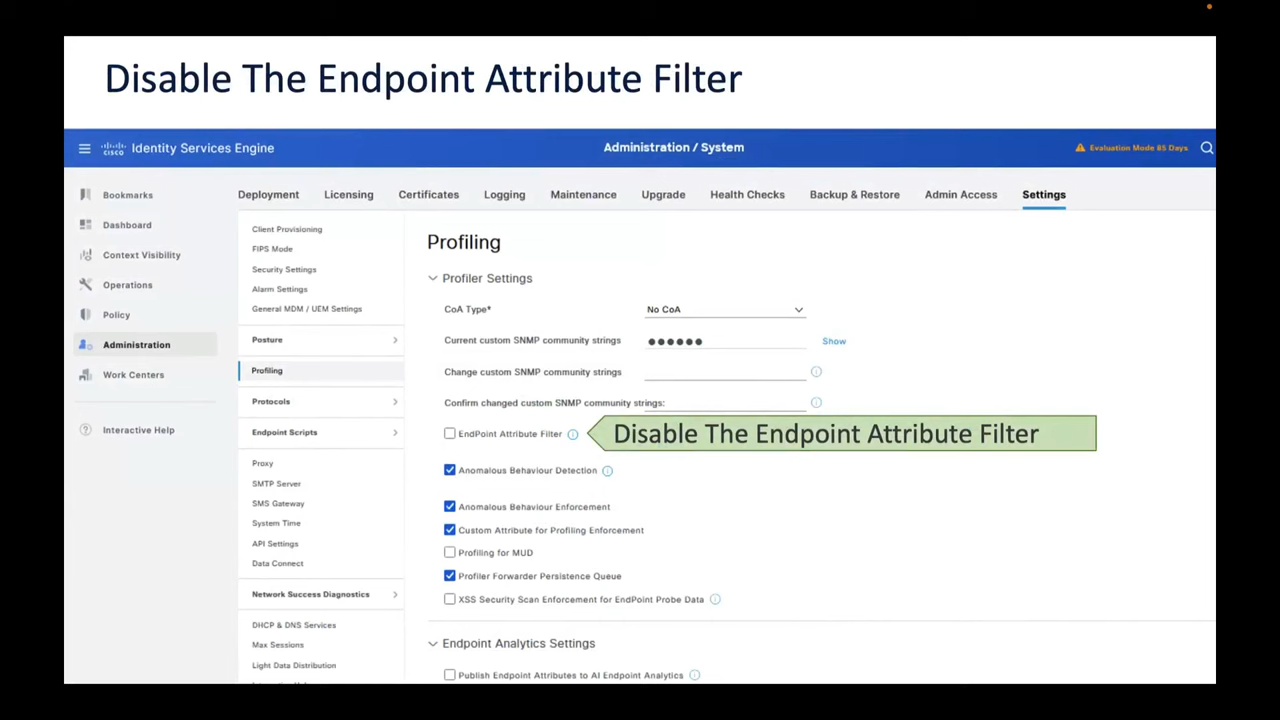 Disable The Endpoint Attribute Filter
CISCO
Identity Services Engine
Administration / System
Evaluation Mode 85 Days
Bookmarks
Dashboard
Context Visibility
Operations
Policy
Administration
Work Centers
Interactive Help
Deployment
Licensing
Certificates
Logging
Maintenance
Upgrade
Health Checks
Backup & Restore
Admin Access
Settings
Client Provisioning
FIPS Mode
Security Settings
Alarm Settings
General MDM / UEM Settings
Posture
Profiling
Protocols
Endpoint Scripts
Proxy
SMTP Server
SMS Gateway
System Time
API Settings
Data Connect
Network Success Diagnostics
DHCP & DNS Services
Max Sessions
Light Data Distribution
Profiling
Profiler Settings
CoA Type*
No CoA
Current custom SNMP community strings
●●●●●●
Show
Change custom SNMP community strings
Confirm changed custom SNMP community strings:
EndPoint Attribute Filter
Disable The Endpoint Attribute Filter
Anomalous Behaviour Detection
Anomalous Behaviour Enforcement
Custom Attribute for Profiling Enforcement
Profiling for MUD
Profiler Forwarder Persistence Queue
XSS Security Scan Enforcement for EndPoint Probe Data
Endpoint Analytics Settings
Publish Endpoint Attributes to AI Endpoint Analytics